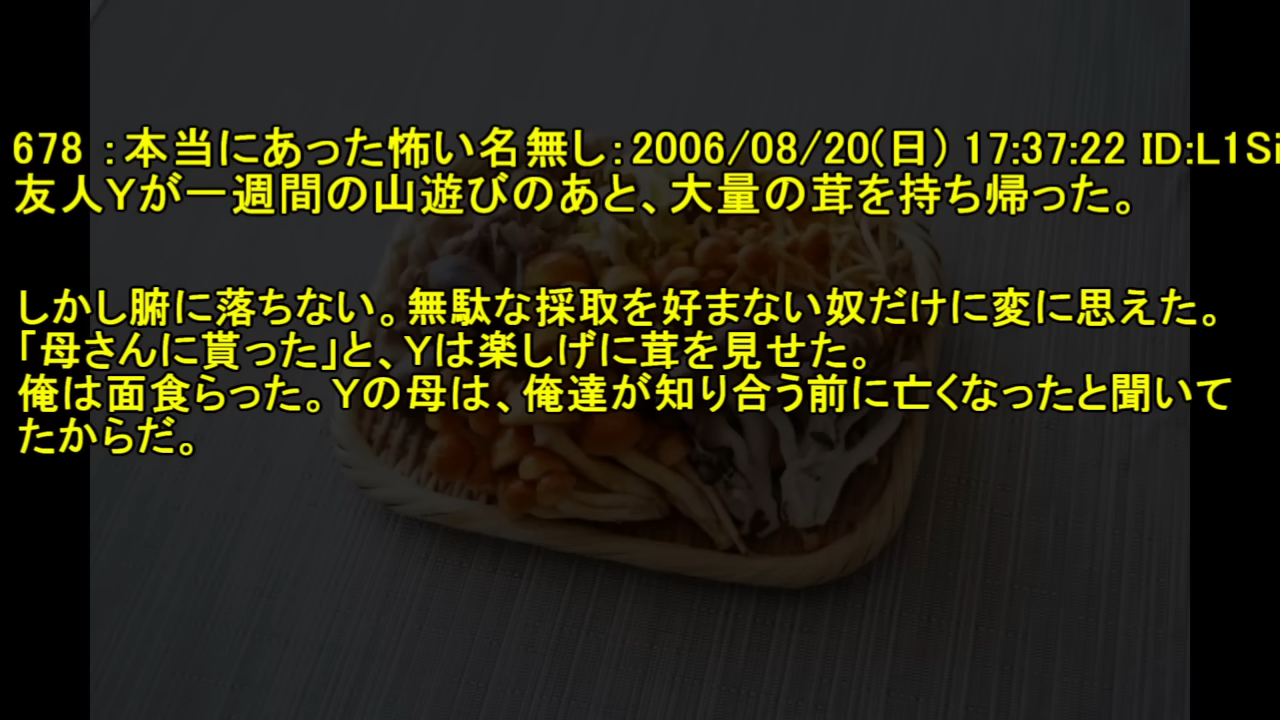 678 :本当にあった怖い名無し:2006/08/20(日) 17:37:22 ID:L1Si
友人Yが一週間の山遊びのあと、大量の茸を持ち帰った。
しかし腑に落ちない。無駄な採取を好まない奴だけに変に思えた。
「母さんに貰った」と、Yは楽しげに茸を見せた。
俺は面食らった。Yの母は、俺達が知り合う前に亡くなったと聞いて
たからだ。